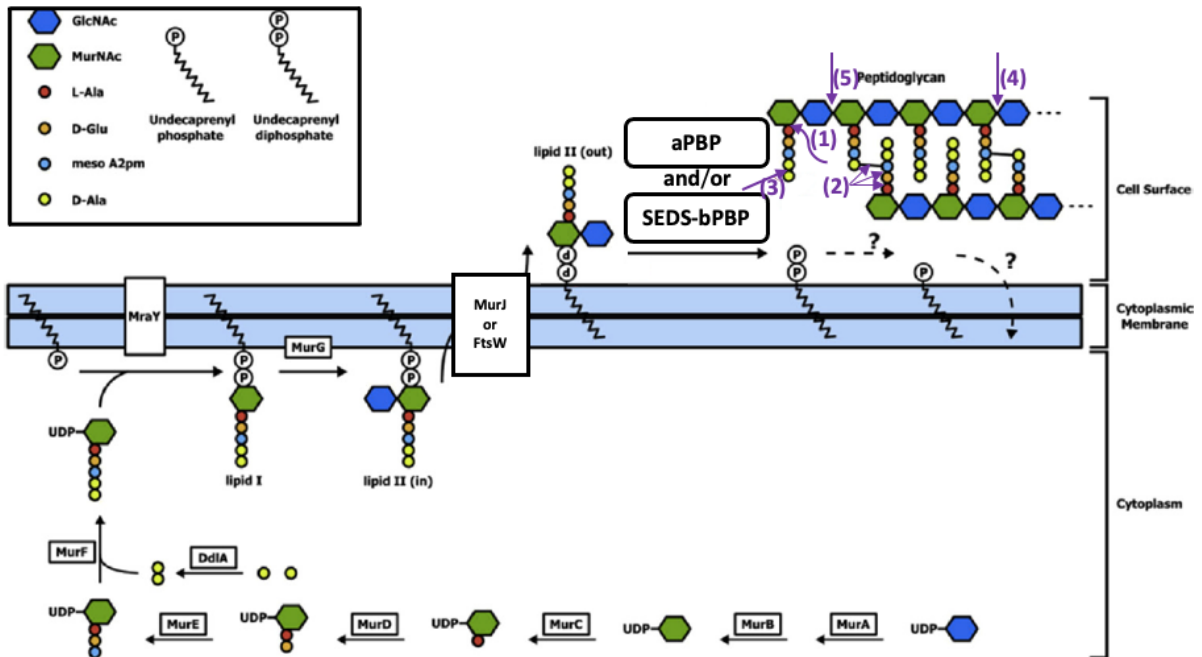 GlcNAc
MurNAc
L-Ala
D-Glu
meso A2pm
D-Ala
P
P
P
Undecaprenyl
phosphate
Undecaprenyl
diphosphate
(5)
Peptidoglycan
(4)
aPBP
and/or
SEDS-bPBP
(1)
(2)
(3)
lipid II (out)
d
d
P
P
?
P
?
Cell Surface
MraY
MurJ
or
FtsW
Cytoplasmic
Membrane
P
P
P
MurG
P
P
UDP
lipid I
lipid II (in)
Cytoplasm
MurF
DdlA
UDP
MurE
UDP
MurD
UDP
MurC
UDP
MurB
MurA
UDP